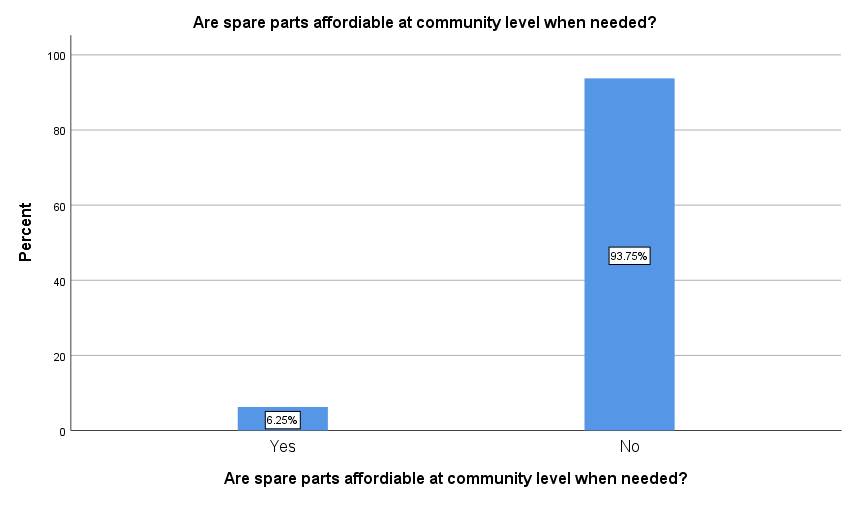 Are spare parts affordiable at community level when needed?
100
80
60
40
20
0
Percent
6.25%
93.75%
Yes
No
Are spare parts affordiable at community level when needed?